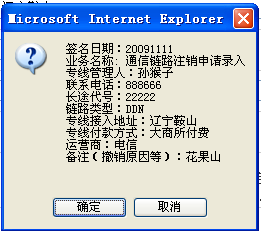 Microsoft Internet Explorer
签名日期：20091111
业务名称: 通信链路注销申请录入
专线管理人：孙猴子
联系电话：888666
长途代号：22222
链路类型：DDN
专线接入地址：辽宁鞍山
专线付款方式：大商所付费
运营商：电信
备注（撤销原因等）：花果山
确定
取消